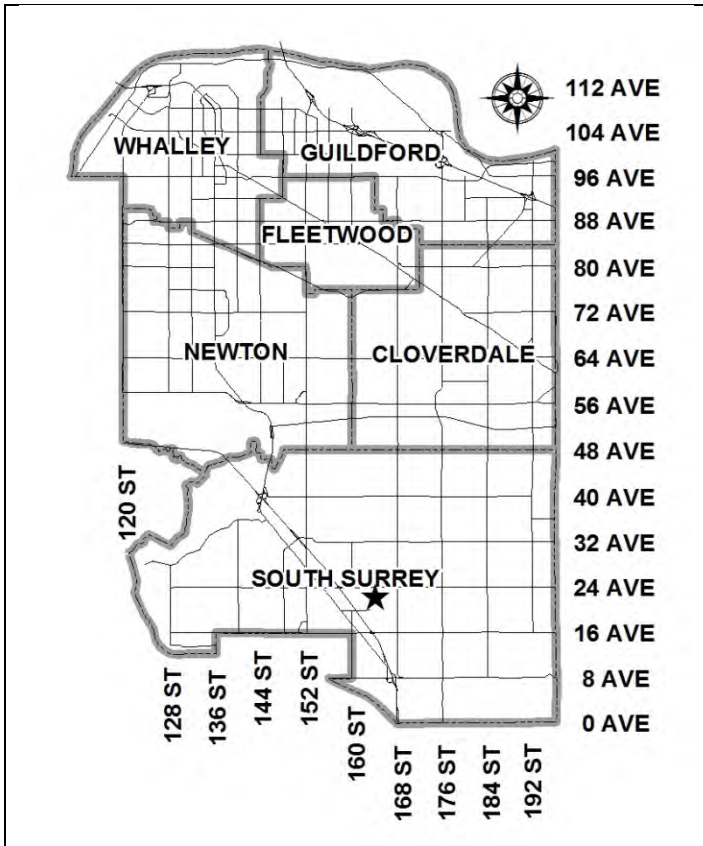 112 AVE
104 AVE
WHALLEY
GUILDFORD
96 AVE
88 AVE
FLEETWOOD
80 AVE
72 AVE
NEWTON
CLOVERDALE
64 AVE
56 AVE
48 AVE
120 ST
40 AVE
32 AVE
SOUTH SURREY
24 AVE
16 AVE
8 AVE
0 AVE
128 ST
136 ST
144 ST
152 ST
160 ST
168 ST
176 ST
184 ST
192 ST